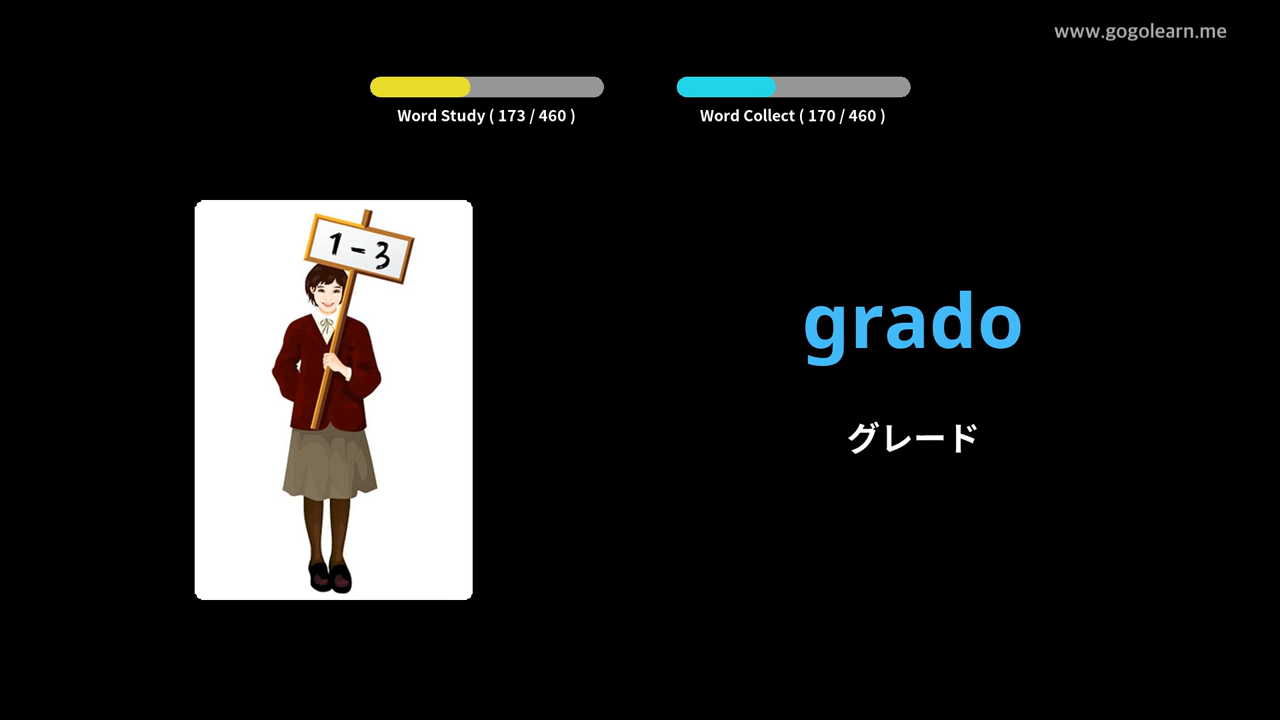 www.gogolearn.me
Word Study ( 173 / 460 )
Word Collect ( 170 / 460 )
1 - 3
grado
グレード